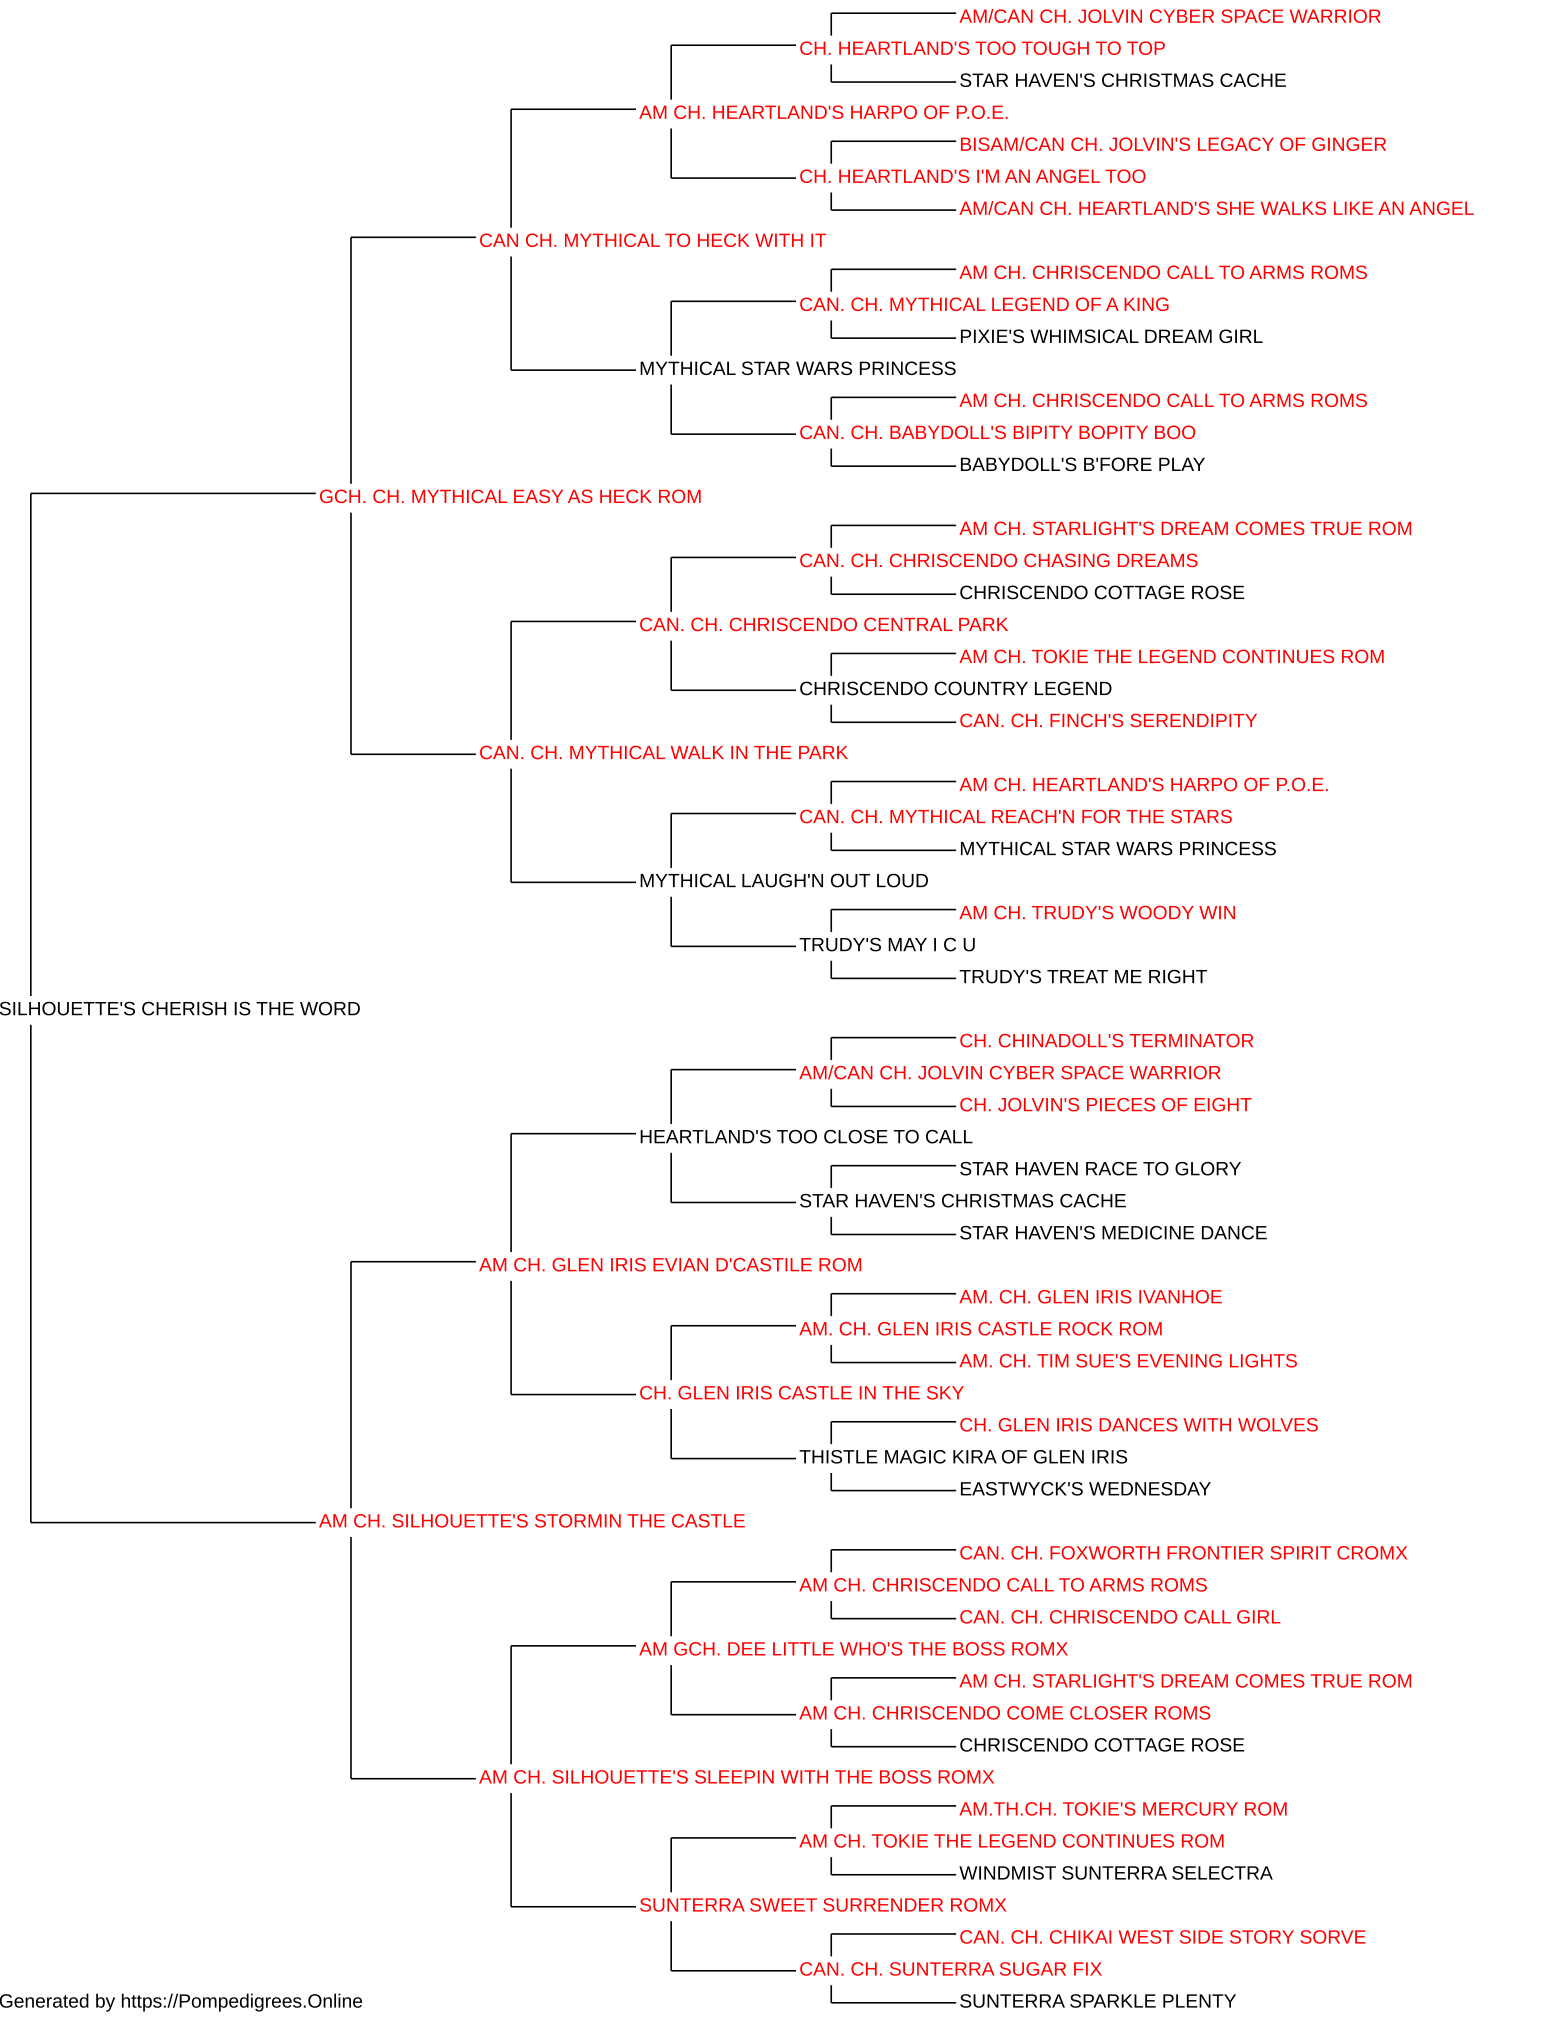 AM/CAN CH. JOLVIN CYBER SPACE WARRIOR
CH. HEARTLAND'S TOO TOUGH TO TOP
STAR HAVEN'S CHRISTMAS CACHE
AM CH. HEARTLAND'S HARPO OF P.O.E.
BISAM/CAN CH. JOLVIN'S LEGACY OF GINGER
CH. HEARTLAND'S I'M AN ANGEL TOO
AM/CAN CH. HEARTLAND'S SHE WALKS LIKE AN ANGEL
CAN CH. MYTHICAL TO HECK WITH IT
AM CH. CHRISCENDO CALL TO ARMS ROMS
CAN. CH. MYTHICAL LEGEND OF A KING
PIXIE'S WHIMSICAL DREAM GIRL
MYTHICAL STAR WARS PRINCESS
AM CH. CHRISCENDO CALL TO ARMS ROMS
CAN. CH. BABYDOLL'S BIPITY BOPITY BOO
BABYDOLL'S B'FORE PLAY
GCH. CH. MYTHICAL EASY AS HECK ROM
AM CH. STARLIGHT'S DREAM COMES TRUE ROM
CAN. CH. CHRISCENDO CHASING DREAMS
CHRISCENDO COTTAGE ROSE
CAN. CH. CHRISCENDO CENTRAL PARK
AM CH. TOKIE THE LEGEND CONTINUES ROM
CHRISCENDO COUNTRY LEGEND
CAN. CH. FINCH'S SERENDIPITY
CAN. CH. MYTHICAL WALK IN THE PARK
AM CH. HEARTLAND'S HARPO OF P.O.E.
CAN. CH. MYTHICAL REACH'N FOR THE STARS
MYTHICAL STAR WARS PRINCESS
MYTHICAL LAUGH'N OUT LOUD
AM CH. TRUDY'S WOODY WIN
TRUDY'S MAY I C U
TRUDY'S TREAT ME RIGHT
SILHOUETTE'S CHERISH IS THE WORD
CH. CHINADOLL'S TERMINATOR
AM/CAN CH. JOLVIN CYBER SPACE WARRIOR
CH. JOLVIN'S PIECES OF EIGHT
HEARTLAND'S TOO CLOSE TO CALL
STAR HAVEN RACE TO GLORY
STAR HAVEN'S CHRISTMAS CACHE
STAR HAVEN'S MEDICINE DANCE
AM CH. GLEN IRIS EVIAN D'CASTILE ROM
AM. CH. GLEN IRIS IVANHOE
AM. CH. GLEN IRIS CASTLE ROCK ROM
AM. CH. TIM SUE'S EVENING LIGHTS
CH. GLEN IRIS CASTLE IN THE SKY
CH. GLEN IRIS DANCES WITH WOLVES
THISTLE MAGIC KIRA OF GLEN IRIS
EASTWYCK'S WEDNESDAY
AM CH. SILHOUETTE'S STORMIN THE CASTLE
CAN. CH. FOXWORTH FRONTIER SPIRIT CROMX
AM CH. CHRISCENDO CALL TO ARMS ROMS
CAN. CH. CHRISCENDO CALL GIRL
AM GCH. DEE LITTLE WHO'S THE BOSS ROMX
AM CH. STARLIGHT'S DREAM COMES TRUE ROM
AM CH. CHRISCENDO COME CLOSER ROMS
CHRISCENDO COTTAGE ROSE
AM CH. SILHOUETTE'S SLEEPIN WITH THE BOSS ROMX
AM.TH.CH. TOKIE'S MERCURY ROM
AM CH. TOKIE THE LEGEND CONTINUES ROM
WINDMIST SUNTERRA SELECTRA
SUNTERRA SWEET SURRENDER ROMX
CAN. CH. CHIKAI WEST SIDE STORY SORVE
CAN. CH. SUNTERRA SUGAR FIX
SUNTERRA SPARKLE PLENTY
Generated by https://Pompedigrees.Online